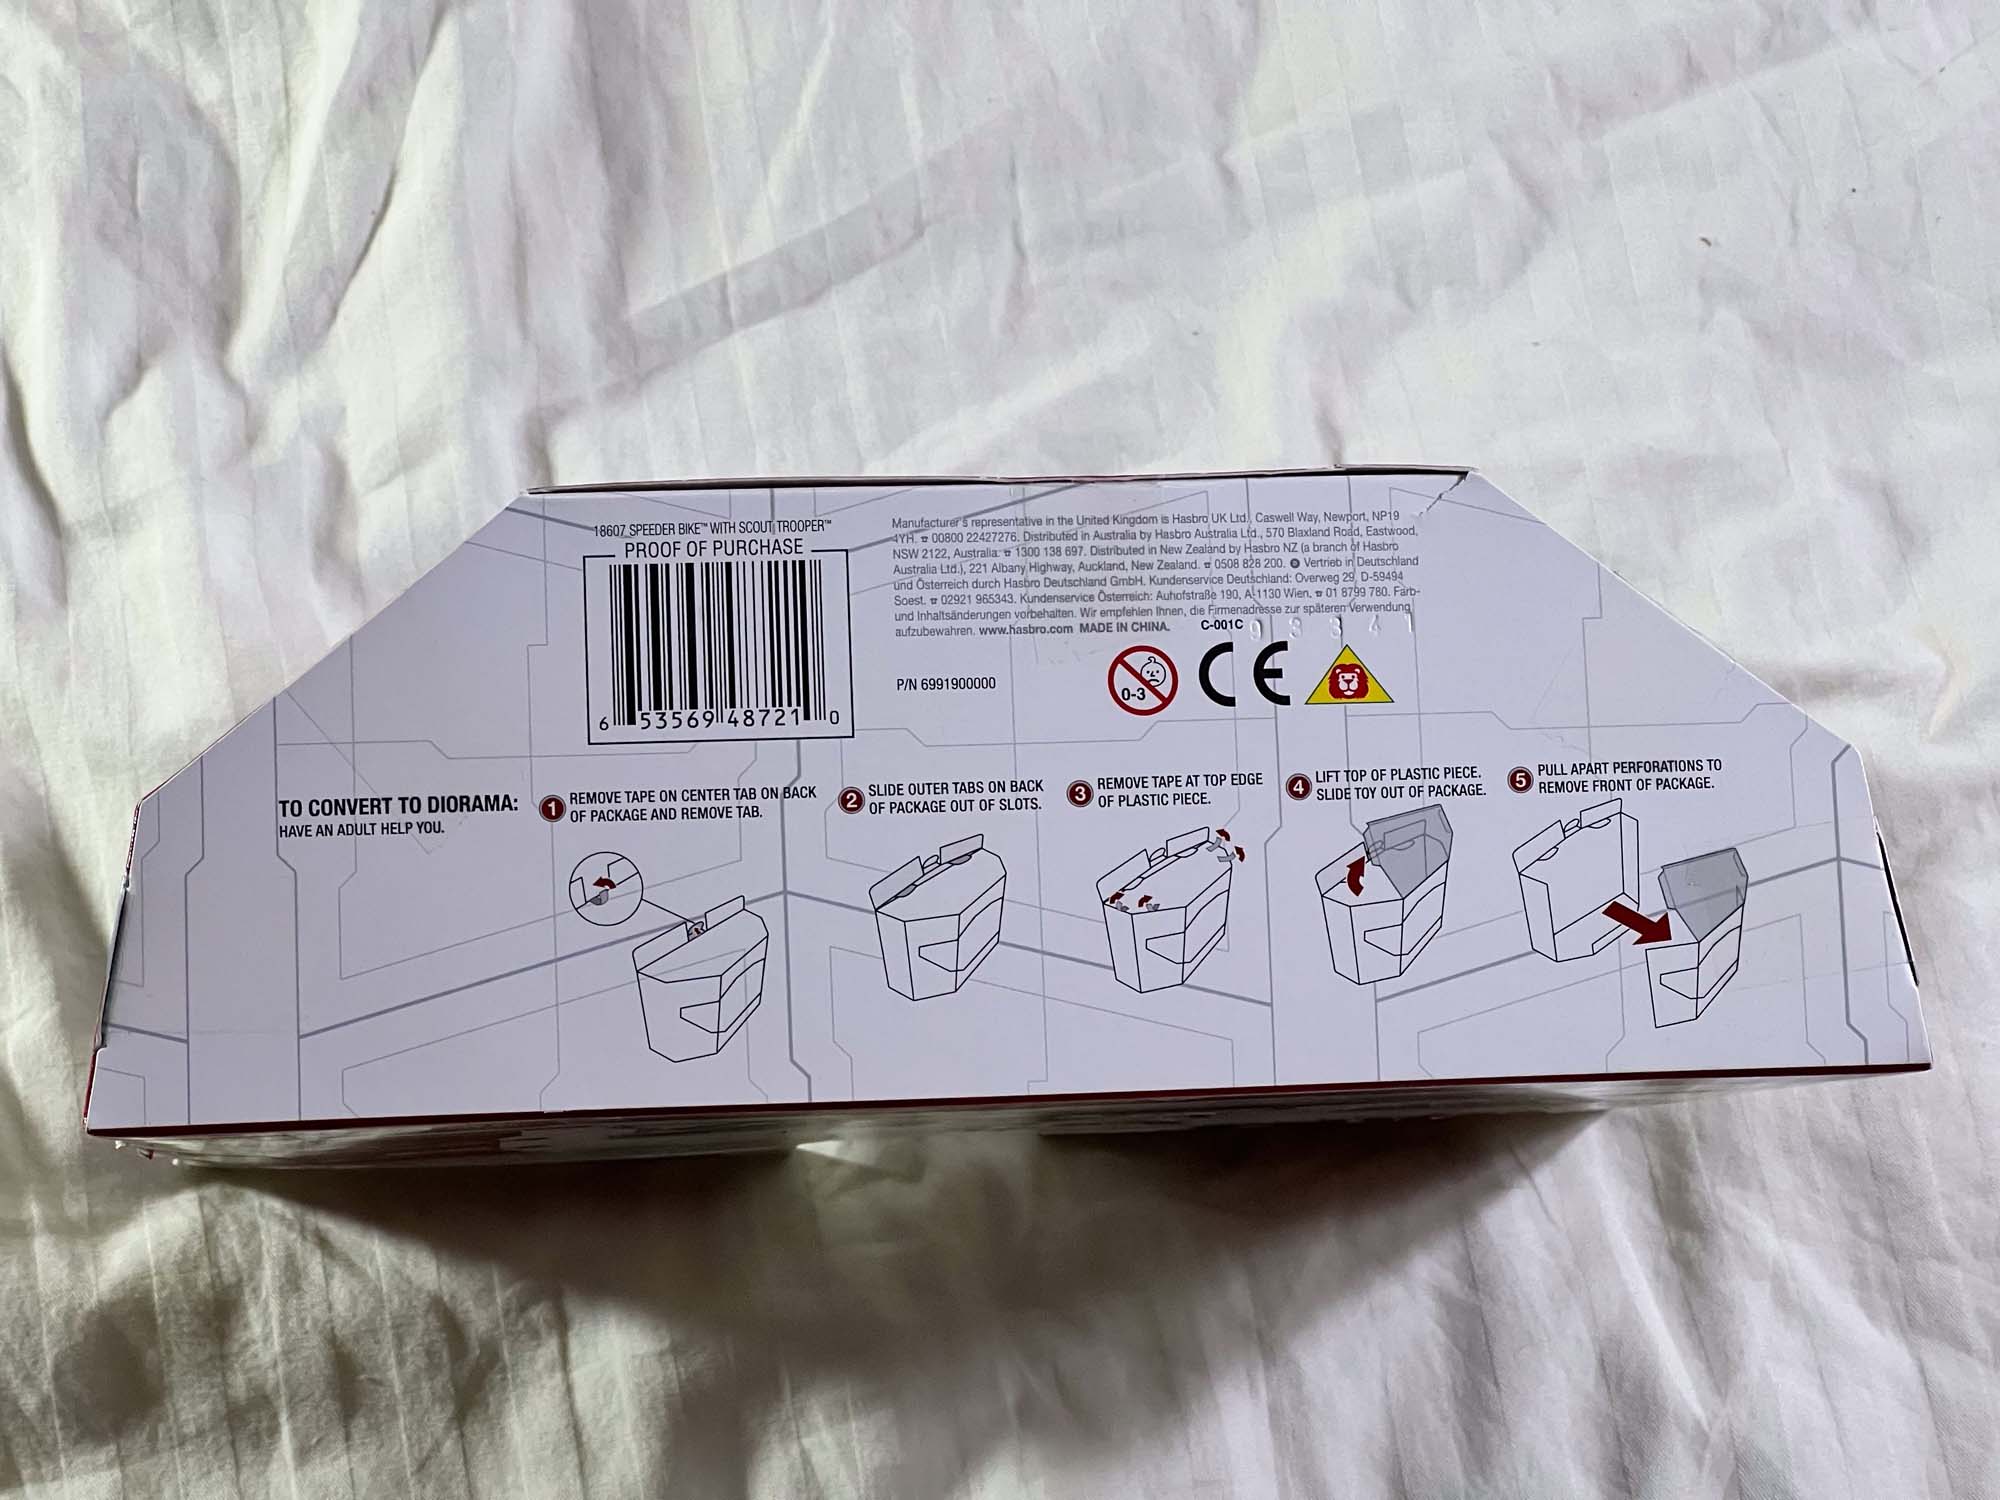 18607 SPEEDER BIKE™ WITH SCOUT TROOPER™
PROOF OF PURCHASE
6 53569 48721 0
Manufacturer's representative in the United Kingdom is Hasbro UK Ltd., Caswell Way, Newport, NP19
4YH. ☎ 00800 22427276. Distributed in Australia by Hasbro Australia Ltd., 570 Blaxland Road, Eastwood,
NSW 2122, Australia. ☎ 1300 138 697. Distributed in New Zealand by Hasbro NZ (a branch of Hasbro
Australia Ltd.), 221 Albany Highway, Auckland, New Zealand. ☎ 0508 828 200. D Vertrieb in Deutschland
und Österreich durch Hasbro Deutschland GmbH. Kundenservice Deutschland: Overweg 29, D-59494
Soest. ☎ 02921 965343. Kundenservice Österreich: Auhofstraße 190, A-1130 Wien. ☎ 01 8799 780. Farb-
und Inhaltsänderungen vorbehalten. Wir empfehlen Ihnen, die Firmenadresse zur späteren Verwendung
aufzubewahren. www.hasbro.com MADE IN CHINA. C-001C
93341
P/N 6991900000
0-3
CE
TO CONVERT TO DIORAMA:
HAVE AN ADULT HELP YOU.
1 REMOVE TAPE ON CENTER TAB ON BACK
OF PACKAGE AND REMOVE TAB.
2 SLIDE OUTER TABS ON BACK
OF PACKAGE OUT OF SLOTS.
3 REMOVE TAPE AT TOP EDGE
OF PLASTIC PIECE.
4 LIFT TOP OF PLASTIC PIECE.
SLIDE TOY OUT OF PACKAGE.
5 PULL APART PERFORATIONS TO
REMOVE FRONT OF PACKAGE.